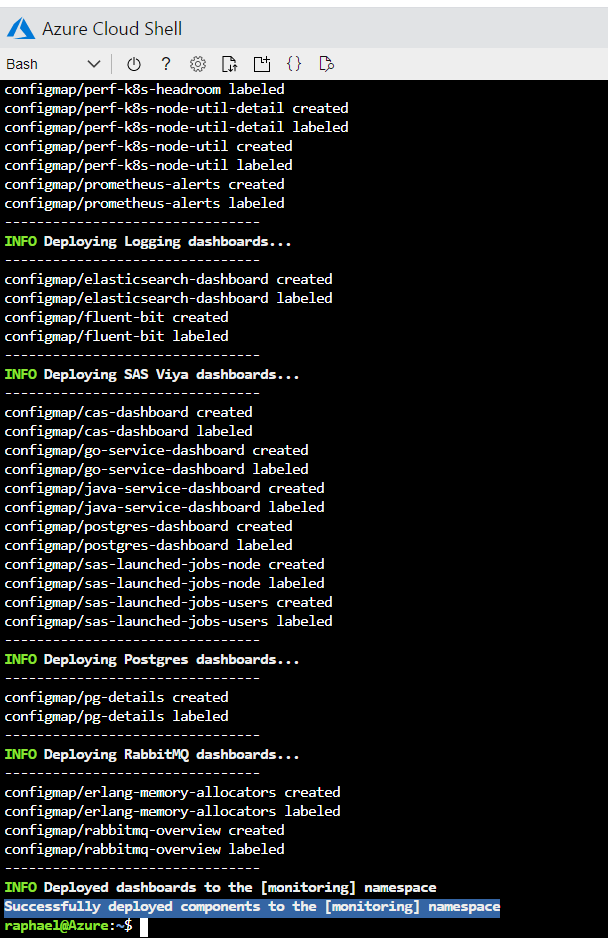 Azure Cloud Shell
Bash
?
{}
configmap/perf-k8s-headroom labeled
configmap/perf-k8s-node-util-detail created
configmap/perf-k8s-node-util-detail labeled
configmap/perf-k8s-node-util created
configmap/perf-k8s-node-util labeled
configmap/prometheus-alerts created
configmap/prometheus-alerts labeled
--------------------------------
INFO Deploying Logging dashboards...
--------------------------------
configmap/elasticsearch-dashboard created
configmap/elasticsearch-dashboard labeled
configmap/fluent-bit created
configmap/fluent-bit labeled
--------------------------------
INFO Deploying SAS Viya dashboards...
--------------------------------
configmap/cas-dashboard created
configmap/cas-dashboard labeled
configmap/go-service-dashboard created
configmap/go-service-dashboard labeled
configmap/java-service-dashboard created
configmap/java-service-dashboard labeled
configmap/postgres-dashboard created
configmap/postgres-dashboard labeled
configmap/sas-launched-jobs-node created
configmap/sas-launched-jobs-node labeled
configmap/sas-launched-jobs-users created
configmap/sas-launched-jobs-users labeled
--------------------------------
INFO Deploying Postgres dashboards...
--------------------------------
configmap/pg-details created
configmap/pg-details labeled
--------------------------------
INFO Deploying RabbitMQ dashboards...
--------------------------------
configmap/erlang-memory-allocators created
configmap/erlang-memory-allocators labeled
configmap/rabbitmq-overview created
configmap/rabbitmq-overview labeled
--------------------------------
INFO Deployed dashboards to the [monitoring] namespace
Successfully deployed components to the [monitoring] namespace
raphael@Azure:~$